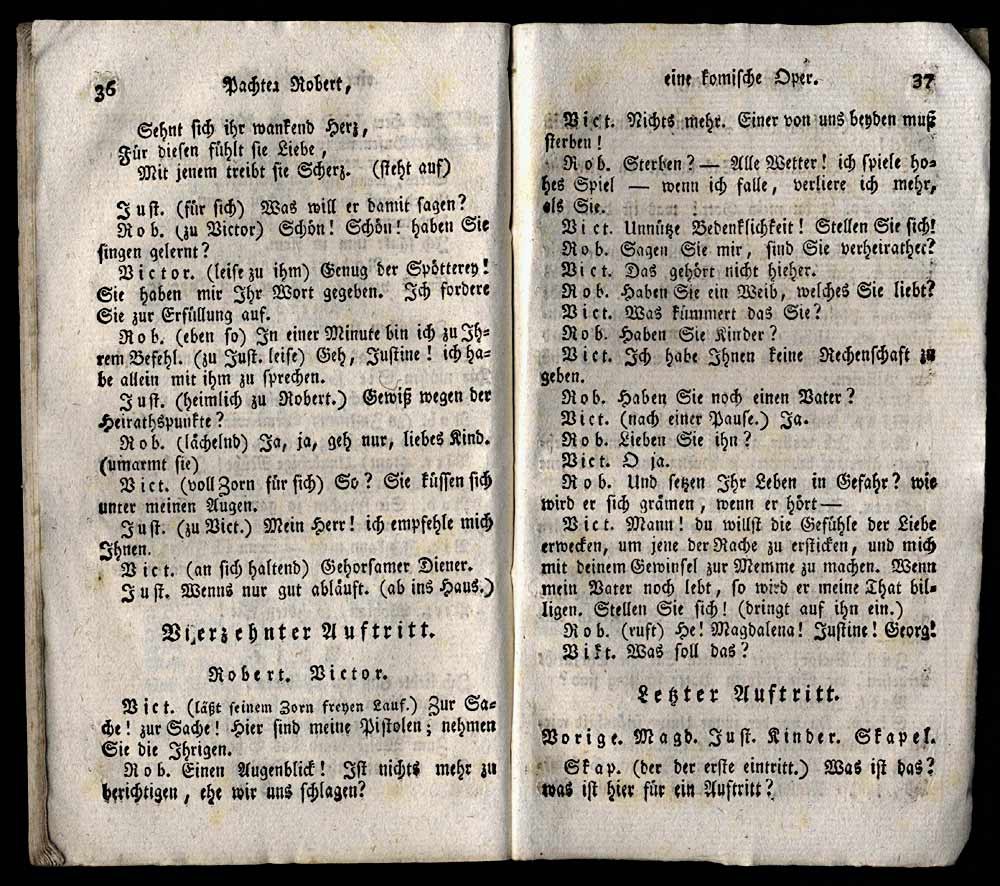 36
Pachter Robert,
Sehnt sich ihr wankend Herz,
Für diesen fühlt sie Liebe,
Mit jenem treibt sie Scherz. (steht auf)
Just. (für sich) Was will er damit sagen?
Rob. (zu Victor) Schön! Schön! haben Sie
singen gelernt?
Victor. (leise zu ihm) Genug der Spötterey!
Sie haben mir Ihr Wort gegeben. Ich fordere
Sie zur Erfüllung auf.
Rob. (eben so) In einer Minute bin ich zu Ih-
rem Befehl. (zu Just. leise) Geh, Justine! ich ha-
be allein mit ihm zu sprechen.
Just. (heimlich zu Robert.) Gewiß wegen der
Heirathspunkte?
Rob. (lächelnd) Ja, ja, geh nur, liebes Kind.
(umarmt sie)
Vict. (voll Zorn für sich) So? Sie küssen sich
unter meinen Augen.
Just. (zu Vict.) Mein Herr! ich empfehle mich
Ihnen.
Vict. (an sich haltend) Gehorsamer Diener.
Just. Wenns nur gut abläuft. (ab ins Haus.)
Vierzehnter Auftritt.
Robert. Victor.
Vict. (läßt seinem Zorn freyen Lauf.) Zur Sa-
che! zur Sache! Hier sind meine Pistolen; nehmen
Sie die Ihrigen.
Rob. Einen Augenblick! Ist nichts mehr zu
berichtigen, ehe wir uns schlagen?
eine komische Oper.
37
Vict. Nichts mehr. Einer von uns beyden muß
sterben!
Rob. Sterben? — Alle Wetter! ich spiele ho-
hes Spiel — wenn ich falle, verliere ich mehr,
als Sie.
Vict. Unnütze Bedenklichkeit! Stellen Sie sich!
Rob. Sagen Sie mir, sind Sie verheirathet?
Vict. Das gehört nicht hieher.
Rob. Haben Sie ein Weib, welches Sie liebt?
Vict. Was kümmert das Sie?
Rob. Haben Sie Kinder?
Vict. Ich habe Ihnen keine Rechenschaft zu
geben.
Rob. Haben Sie noch einen Vater?
Vict. (nach einer Pause.) Ja.
Rob. Lieben Sie ihn?
Vict. O ja.
Rob. Und setzen Ihr Leben in Gefahr? wie
wird er sich grämen, wenn er hört—
Vict. Mann! du willst die Gefühle der Liebe
erwecken, um jene der Rache zu ersticken, und mich
mit deinem Gewinsel zur Memme zu machen. Wenn
mein Vater noch lebt, so wird er meine That bil-
ligen. Stellen Sie sich! (dringt auf ihn ein.)
Rob. (ruft) He! Magdalena! Justine! Georg!
Vikt. Was soll das?
Letzter Auftritt.
Vorige. Magd. Just. Kinder. Skapel.
Skap. (der der erste eintritt.) Was ist das?
was ist hier für ein Auftritt?